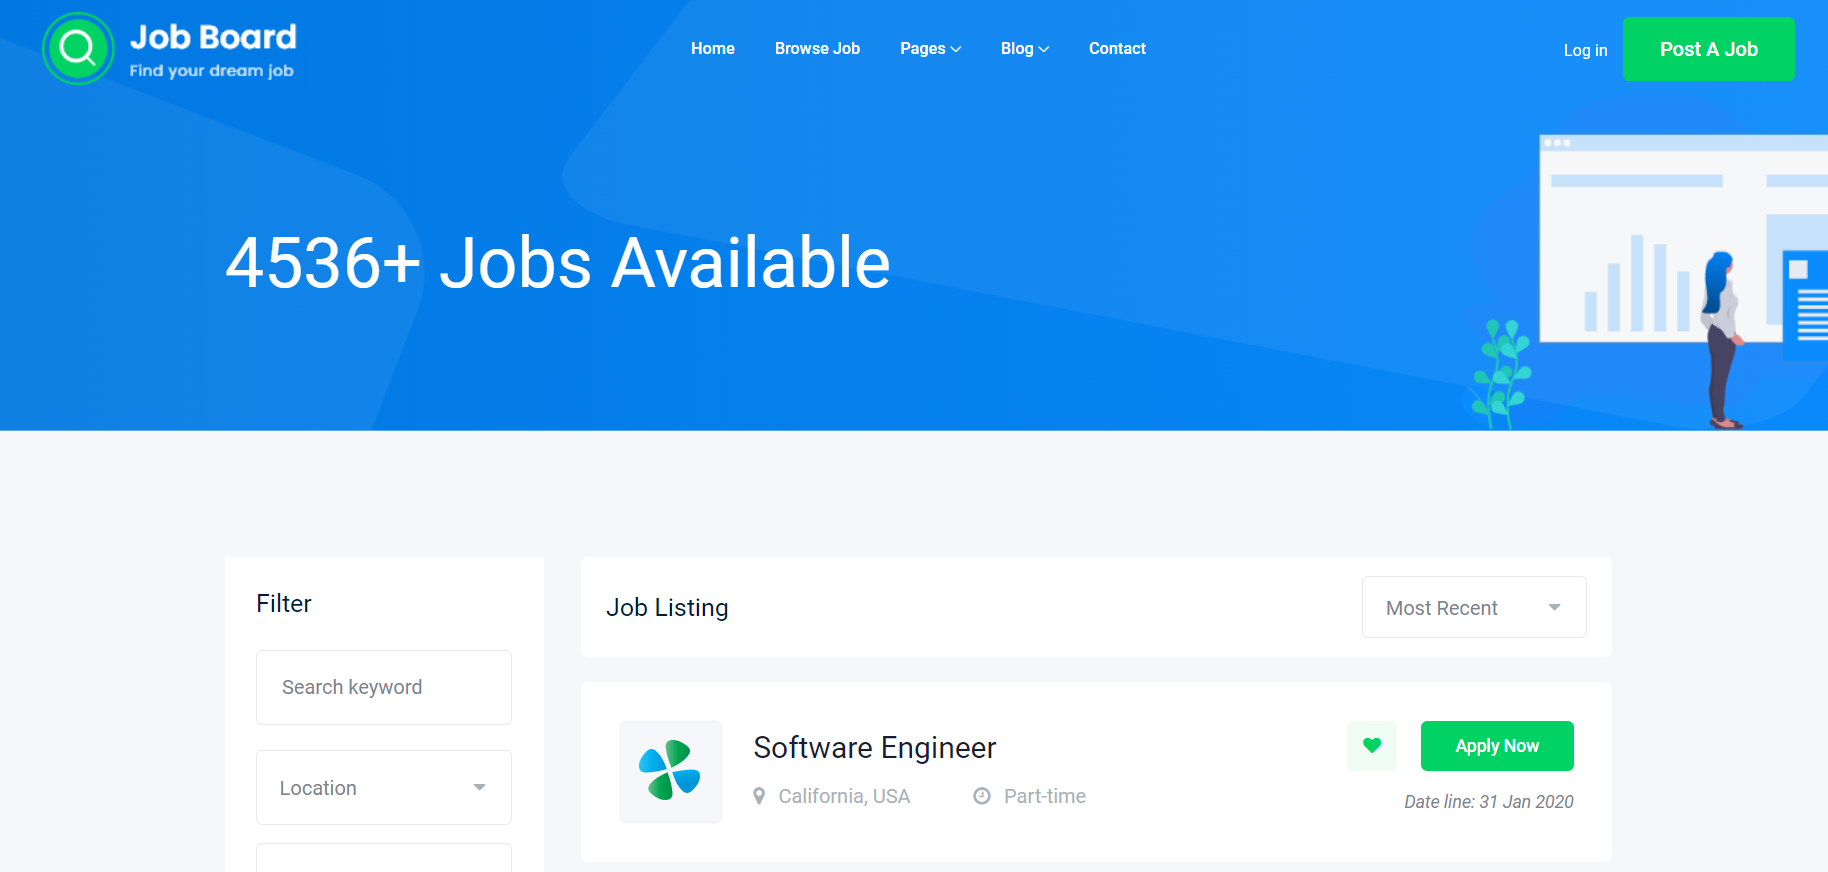 Job Board
Find your dream job
Home Browse Job Pages Blog Contact
Log in Post A Job
4536+ Jobs Available
Filter
Search keyword
Location
Job Listing
Most Recent
Software Engineer
California, USA Part-time
Apply Now
Date line: 31 Jan 2020